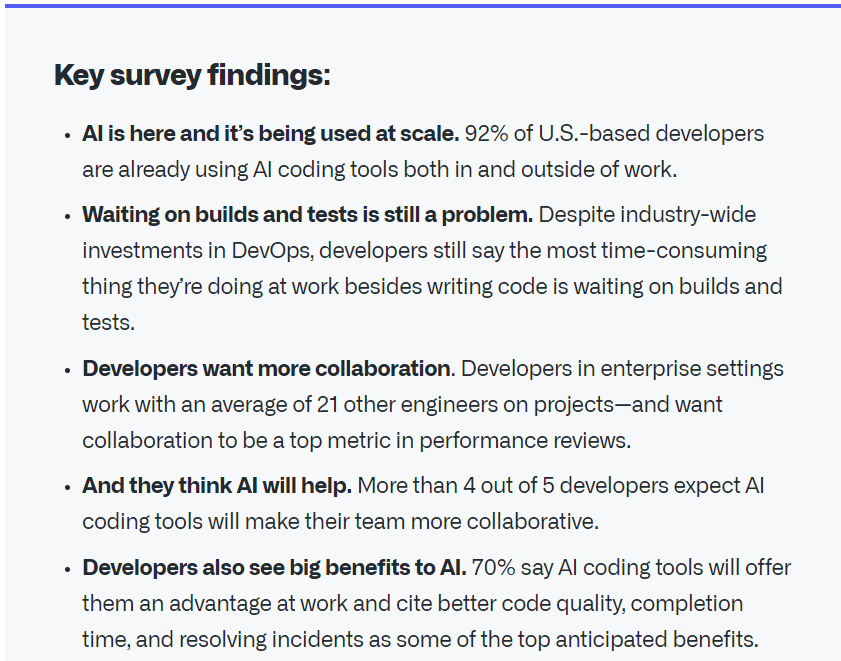 Key survey findings:
• AI is here and it’s being used at scale. 92% of U.S.-based developers
are already using AI coding tools both in and outside of work.
• Waiting on builds and tests is still a problem. Despite industry-wide
investments in DevOps, developers still say the most time-consuming
thing they’re doing at work besides writing code is waiting on builds and
tests.
• Developers want more collaboration. Developers in enterprise settings
work with an average of 21 other engineers on projects—and want
collaboration to be a top metric in performance reviews.
• And they think AI will help. More than 4 out of 5 developers expect AI
coding tools will make their team more collaborative.
• Developers also see big benefits to AI. 70% say AI coding tools will offer
them an advantage at work and cite better code quality, completion
time, and resolving incidents as some of the top anticipated benefits.